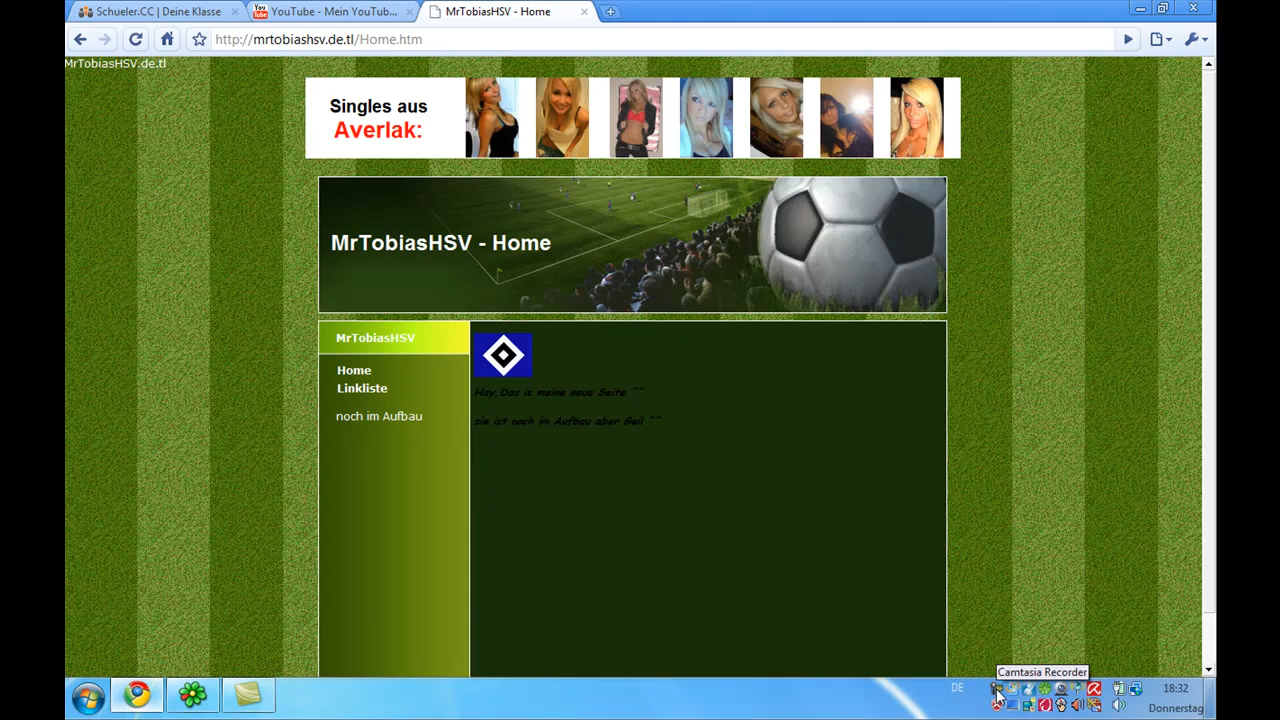 Schueler.CC | Deine Klasse
YouTube - Mein YouTub...
MrTobiasHSV - Home
http://mrtobiashsv.de.tl/Home.htm
MrTobiasHSV.de.tl
Singles aus
Averlak:
MrTobiasHSV - Home
MrTobiasHSV
Home
Linkliste
noch im Aufbau
Hay,Das is meine neue Seite ^^
sie ist noch im Aufbau aber Geil ^^
Camtasia Recorder
DE
18:32
Donnerstag